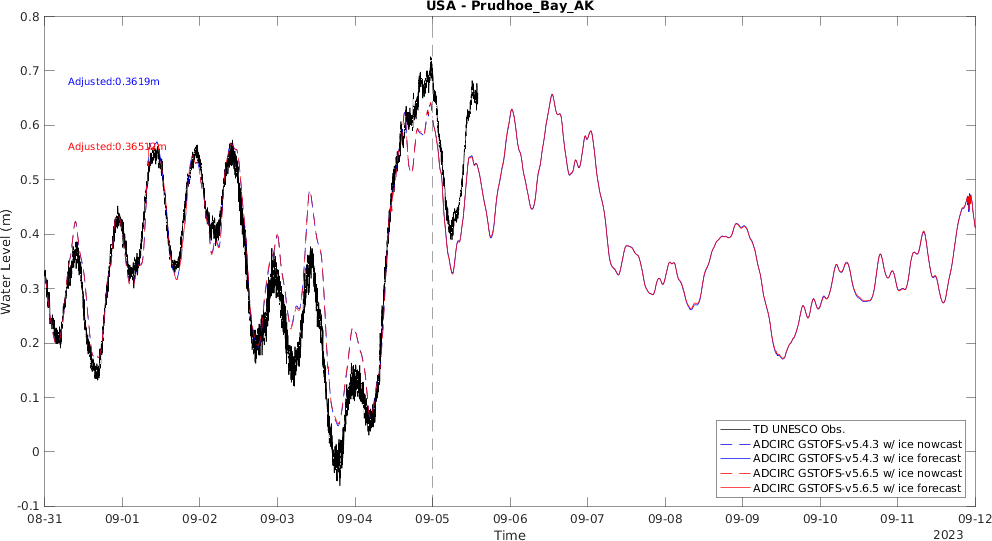 USA - Prudhoe_Bay_AK
0.8
0.7
0.6
0.5
0.4
0.3
0.2
0.1
0
-0.1
Water Level (m)
Adjusted:0.3619m
Adjusted:0.3651m
TD UNESCO Obs.
ADCIRC GSTOFS-v5.4.3 w/ ice nowcast
ADCIRC GSTOFS-v5.4.3 w/ ice forecast
ADCIRC GSTOFS-v5.6.5 w/ ice nowcast
ADCIRC GSTOFS-v5.6.5 w/ ice forecast
08-31 09-01 09-02 09-03 09-04 09-05 09-06 09-07 09-08 09-09 09-10 09-11 09-12
Time
2023